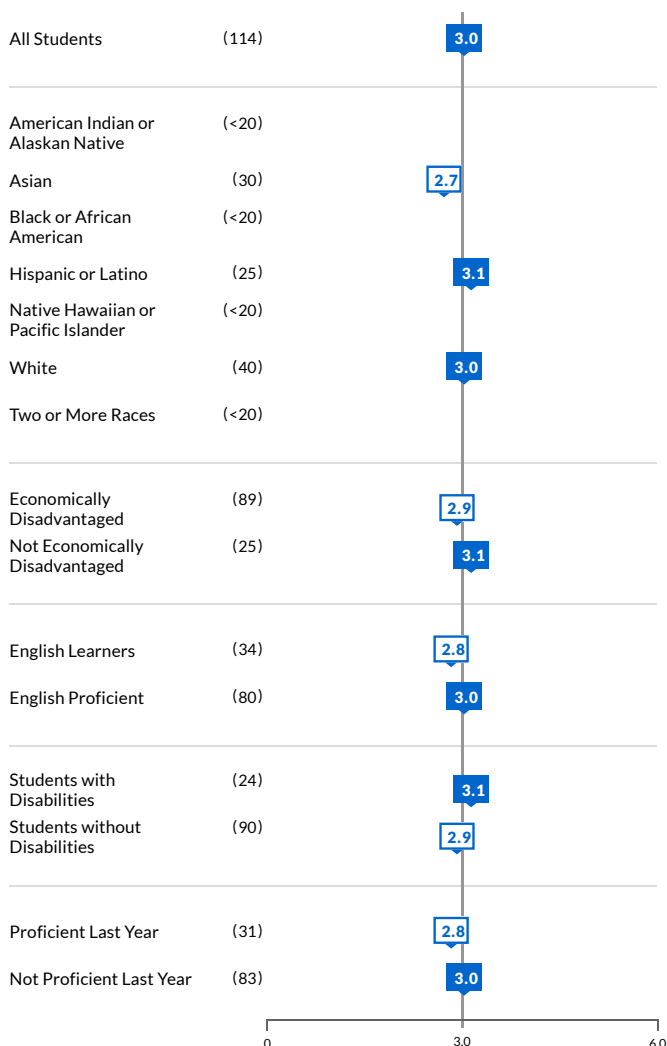 All Students (114) 3.0
American Indian or (<20)
Alaskan Native
Asian (30) 2.7
Black or African (<20)
American
Hispanic or Latino (25) 3.1
Native Hawaiian or (<20)
Pacific Islander
White (40) 3.0
Two or More Races (<20)
Economically (89) 2.9
Disadvantaged
Not Economically (25) 3.1
Disadvantaged
English Learners (34) 2.8
English Proficient (80) 3.0
Students with (24) 3.1
Disabilities
Students without (90) 2.9
Disabilities
Proficient Last Year (31) 2.8
Not Proficient Last Year (83) 3.0
0 3.0 6.0